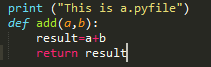 print ("This is a.pyfile")
def add(a,b):
    result=a+b
    return result